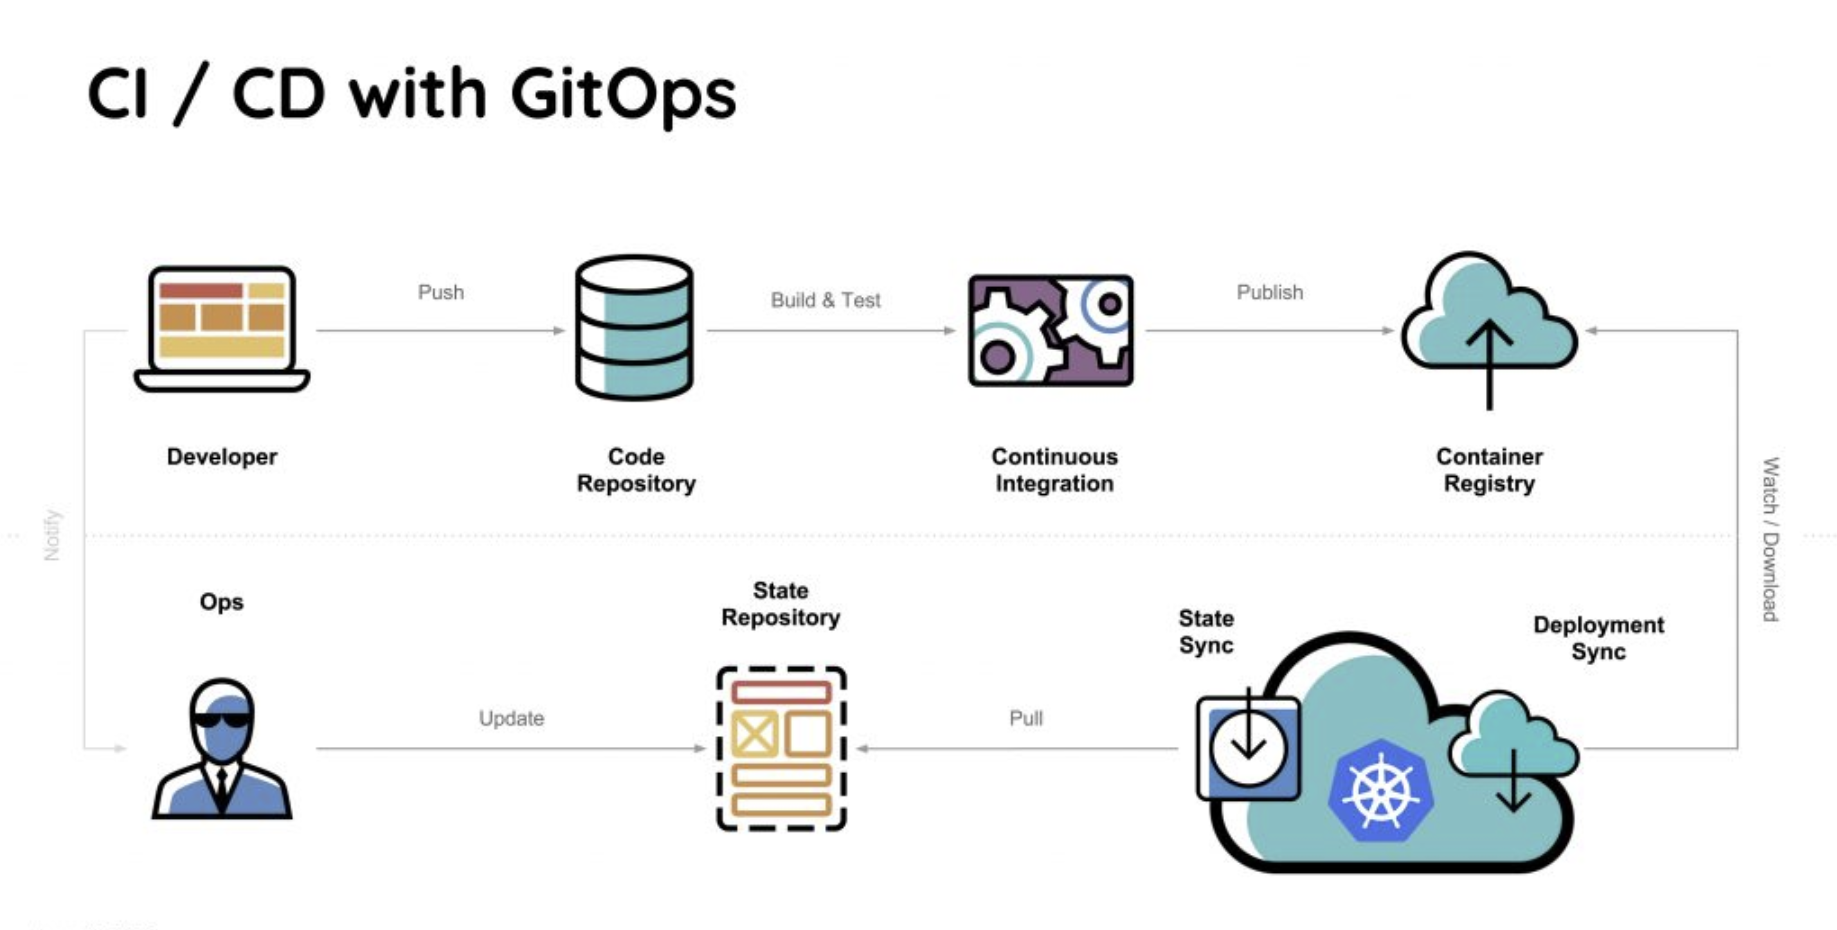 CI / CD with GitOps
Push
Build & Test
Publish
Developer
Code
Repository
Continuous
Integration
Container
Registry
Notify
Watch / Download
Ops
State
Repository
State
Sync
Deployment
Sync
Update
Pull